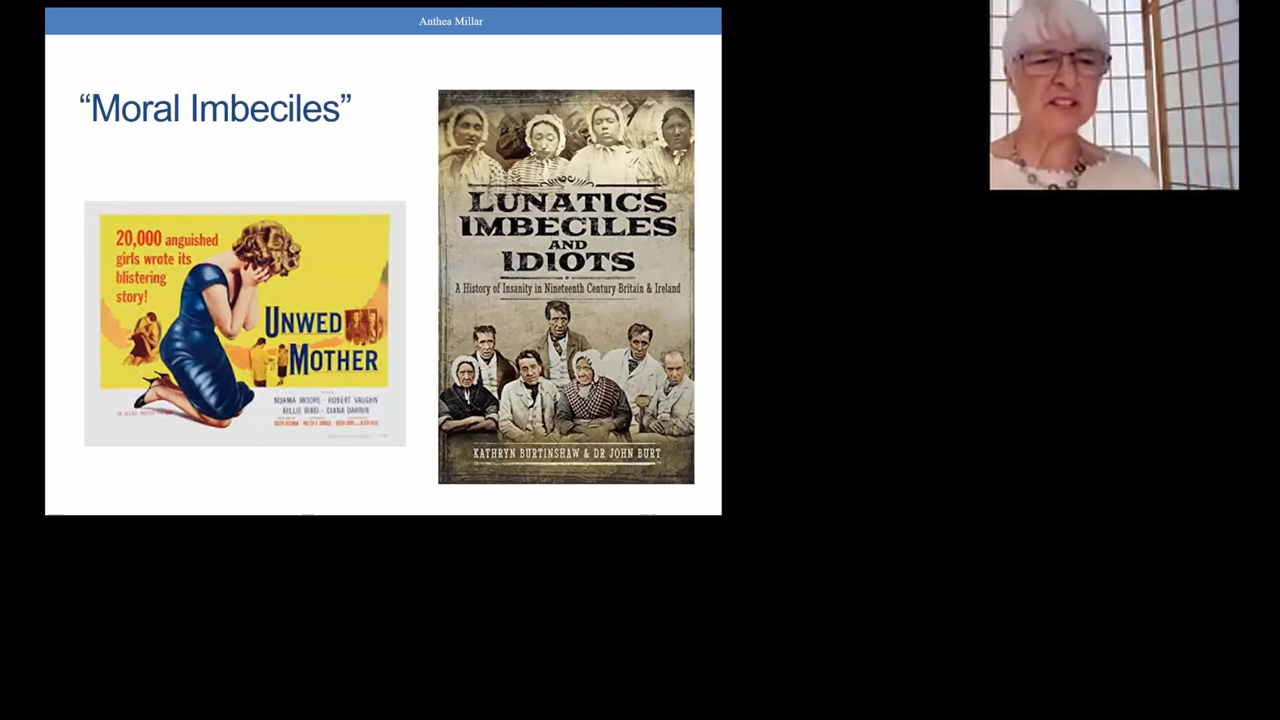 Anthea Millar
“Moral Imbeciles”
20,000 anguished
girls wrote its
blistering
story!
UNWED
MOTHER
NORMA MOORE · ROBERT VAUGHN
BILLIE BIRD · DIANA DARRIN
LUNATICS
IMBECILES
AND
IDIOTS
A History of Insanity in Nineteenth Century Britain & Ireland
KATHRYN BURTINSHAW & DR JOHN BURT